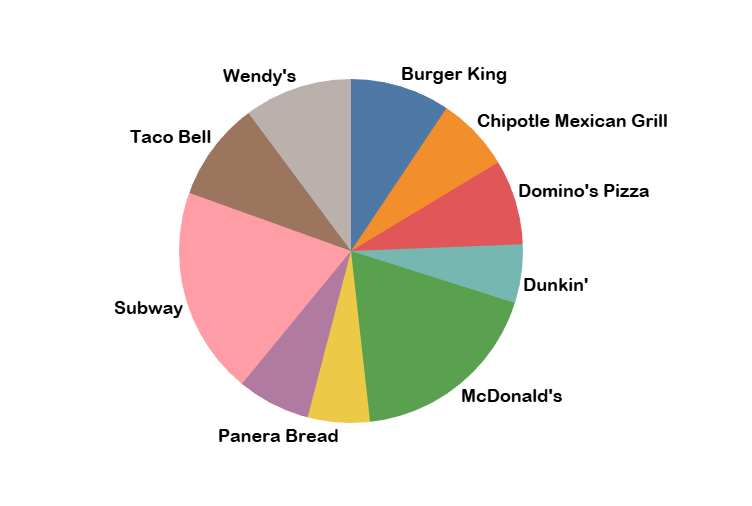 Wendy's
Burger King
Chipotle Mexican Grill
Taco Bell
Domino's Pizza
Dunkin'
Subway
McDonald's
Panera Bread